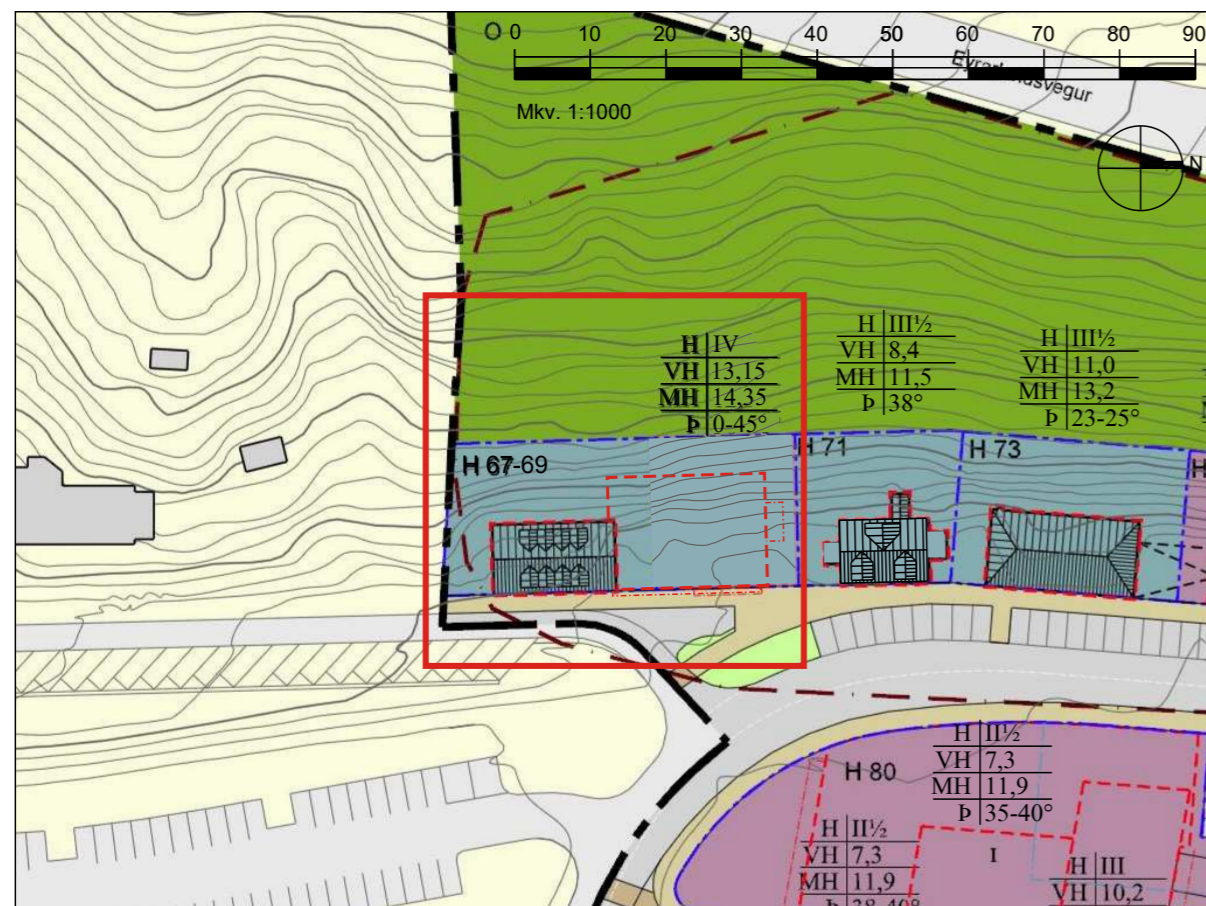 O 0 10 20 30 40 50 60 70 80 90
Eyrarlandsvegur
Mkv. 1:1000
N
H IV
VH 13,15
MH 14,35
Þ 0-45°
H III½
VH 8,4
MH 11,5
Þ 38°
H III½
VH 11,0
MH 13,2
Þ 23-25°
H 67-69
H 71
H 73
H
H 80
H II½
VH 7,3
MH 11,9
Þ 35-40°
H II½
VH 7,3
MH 11,9
Þ 38-40°
I
H III
VH 10,2